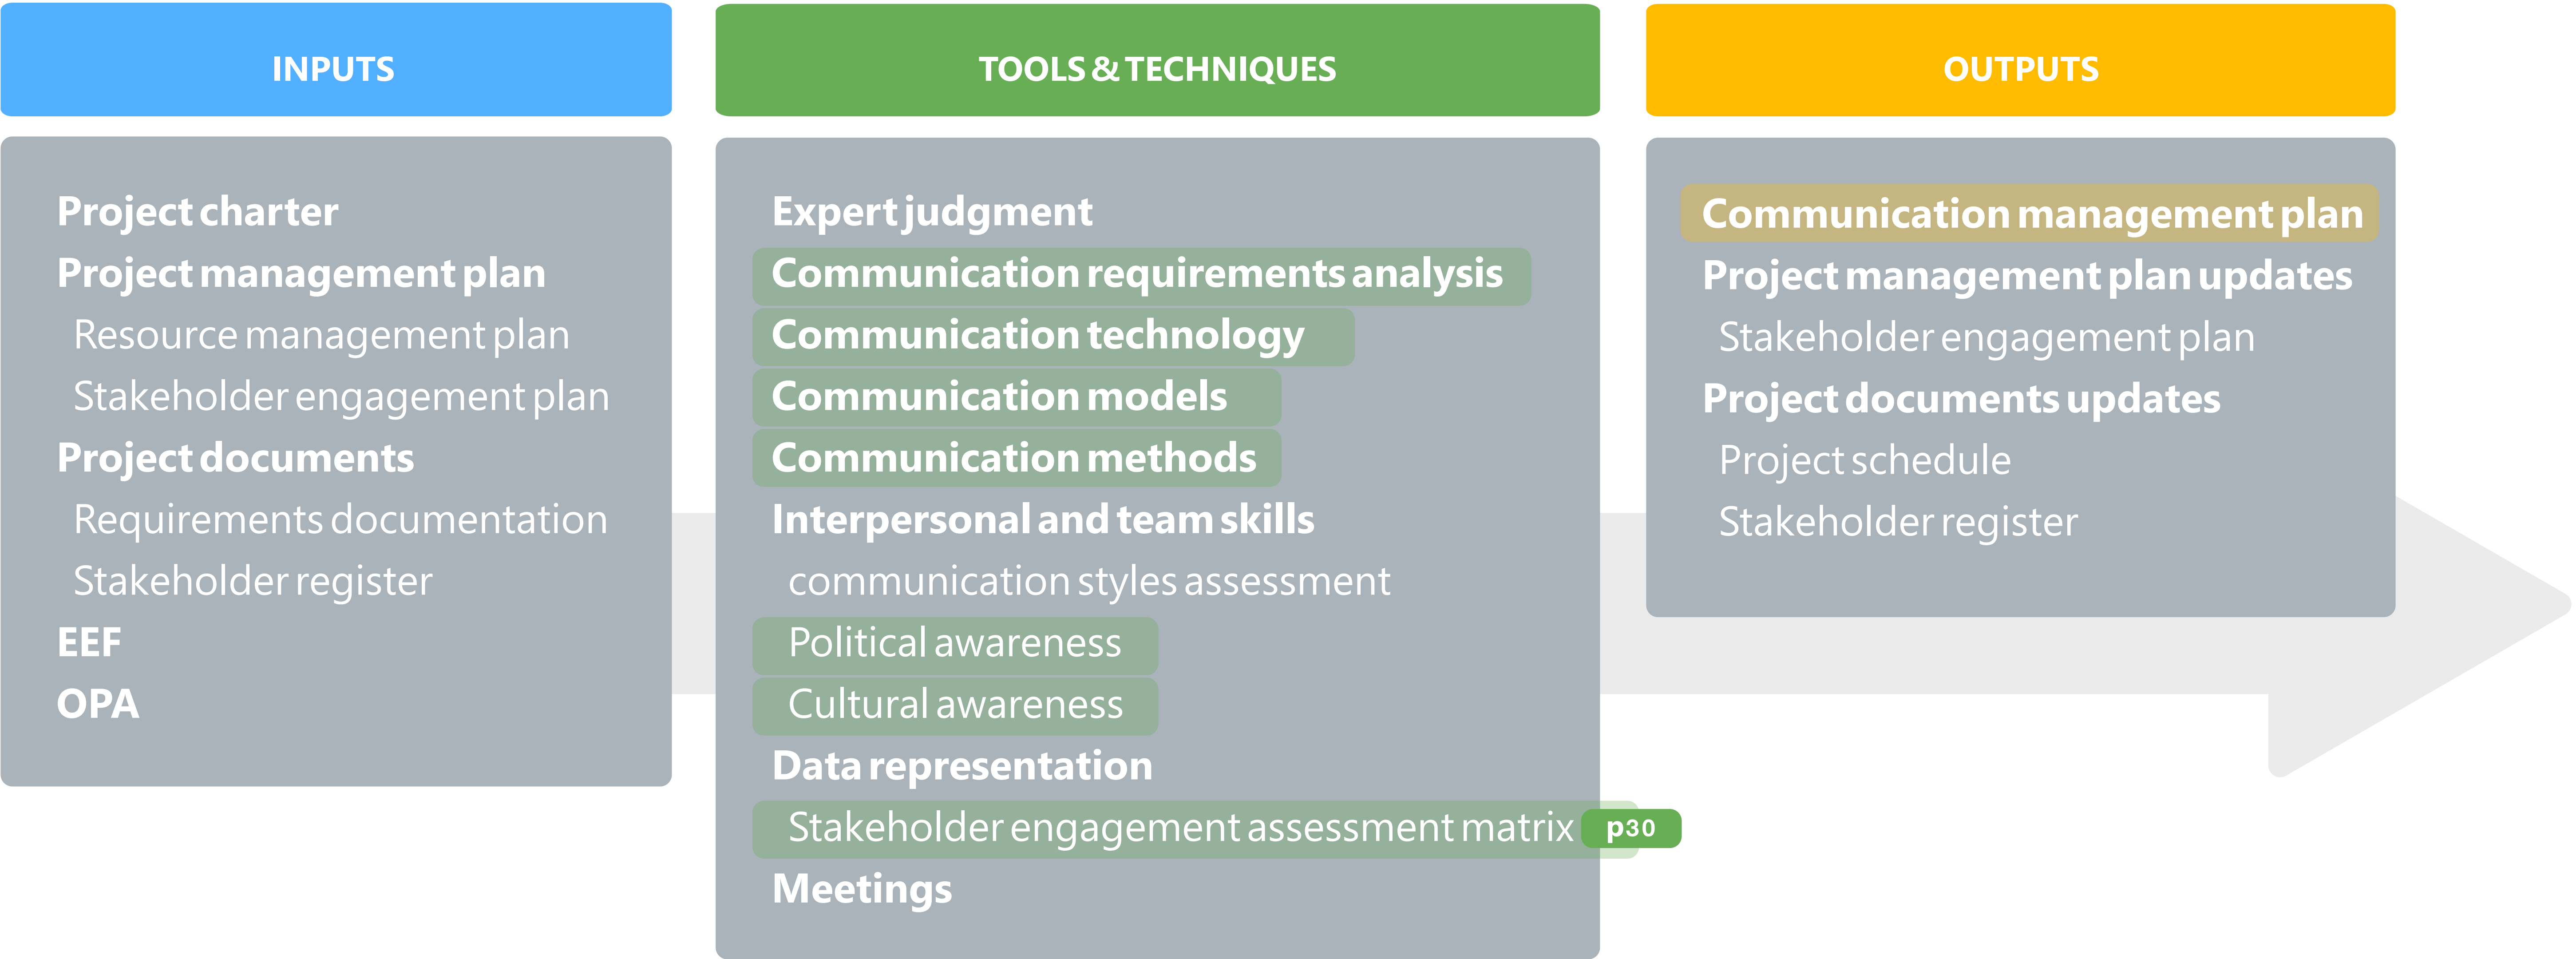 INPUTS
Project charter
Project management plan
Resource management plan
Stakeholder engagement plan
Project documents
Requirements documentation
Stakeholder register
EEF
OPA
TOOLS & TECHNIQUES
Expert judgment
Communication requirements analysis
Communication technology
Communication models
Communication methods
Interpersonal and team skills
communication styles assessment
Political awareness
Cultural awareness
Data representation
Stakeholder engagement assessment matrix p30
Meetings
OUTPUTS
Communication management plan
Project management plan updates
Stakeholder engagement plan
Project documents updates
Project schedule
Stakeholder register